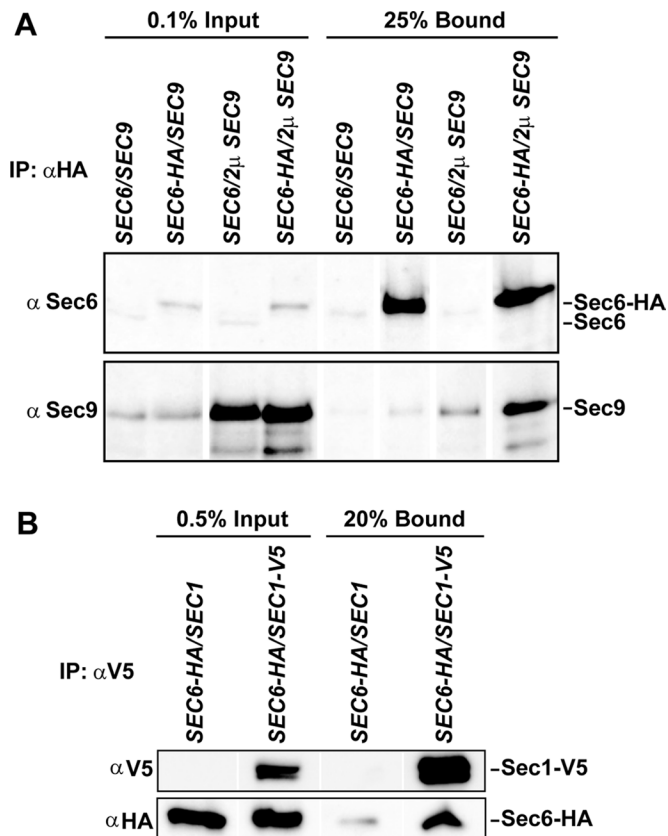 A
0.1% Input
25% Bound
IP: αHA
SEC6/SEC9
SEC6-HA/SEC9
SEC6/2μ SEC9
SEC6-HA/2μ SEC9
SEC6/SEC9
SEC6-HA/SEC9
SEC6/2μ SEC9
SEC6-HA/2μ SEC9
α Sec6
-Sec6-HA
-Sec6
α Sec9
-Sec9
B
0.5% Input
20% Bound
IP: αV5
SEC6-HA/SEC1
SEC6-HA/SEC1-V5
SEC6-HA/SEC1
SEC6-HA/SEC1-V5
αV5
-Sec1-V5
αHA
-Sec6-HA